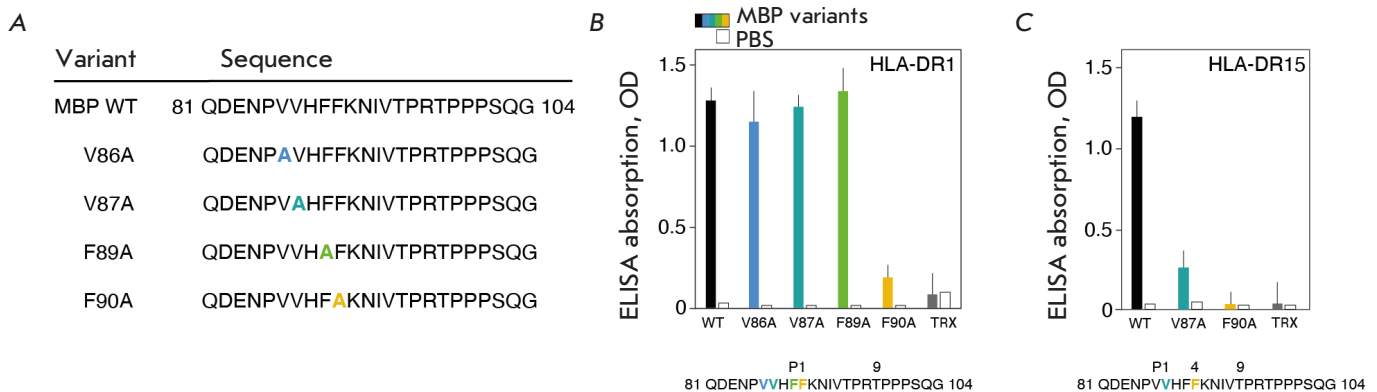 A
Variant Sequence
MBP WT 81 QDENPVVHFFKNIVTPRTPPPSQG 104
V86A QDENPAVHFFKNIVTPRTPPPSQG
V87A QDENPVAHFFKNIVTPRTPPPSQG
F89A QDENPVVHAFKNIVTPRTPPPSQG
F90A QDENPVVHFAKNIVTPRTPPPSQG
B
MBP variants
PBS
HLA-DR1
ELISA absorption, OD
1.5
1.0
0.5
0
WT V86A V87A F89A F90A TRX
P1 9
81 QDENPVVHFFKNIVTPRTPPPSQG 104
C
HLA-DR15
ELISA absorption, OD
1.5
1.0
0.5
0
WT V87A F90A TRX
P1 4 9
81 QDENPVVHFFKNIVTPRTPPPSQG 104